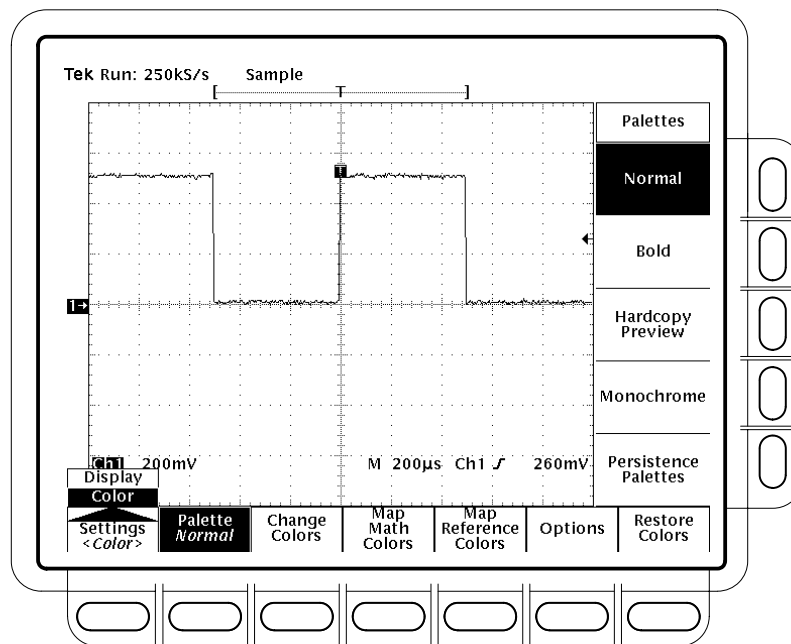 Tek Run: 250kS/s Sample
[ T ]
Palettes
Normal
Bold
Hardcopy
Preview
Monochrome
Persistence
Palettes
T
1→
Ch1 200mV M 200µs Ch1 260mV
Display
Color
Settings
<Color>
Palette
Normal
Change
Colors
Map
Math
Colors
Map
Reference
Colors
Options
Restore
Colors